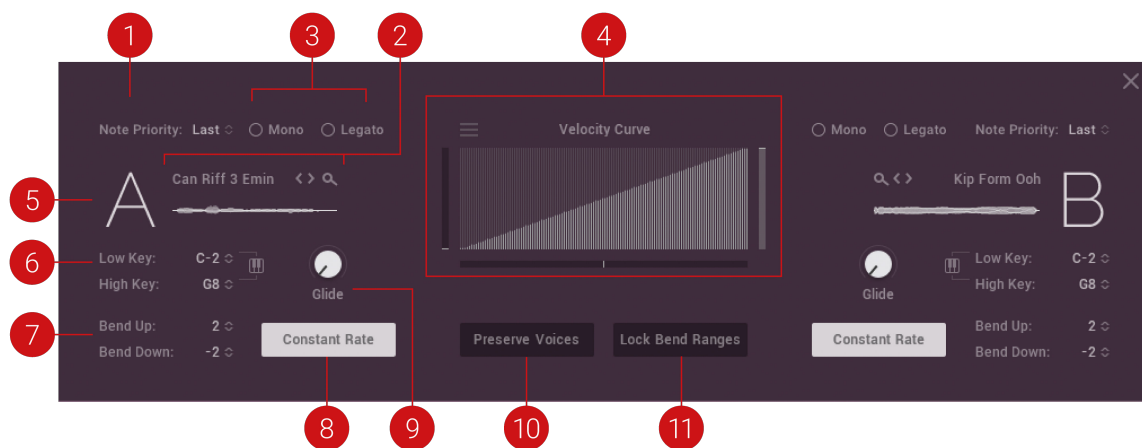 1
3
2
4
Note Priority: Last Mono Legato
Velocity Curve
Mono Legato Note Priority: Last
Can Riff 3 Emin
Kip Form Ooh
5
A
B
6
Low Key: C-2
High Key: G8
Glide
Low Key: C-2
High Key: G8
Glide
7
Bend Up: 2
Bend Down: -2
Constant Rate
Preserve Voices
Lock Bend Ranges
Constant Rate
Bend Up: 2
Bend Down: -2
8
9
10
11